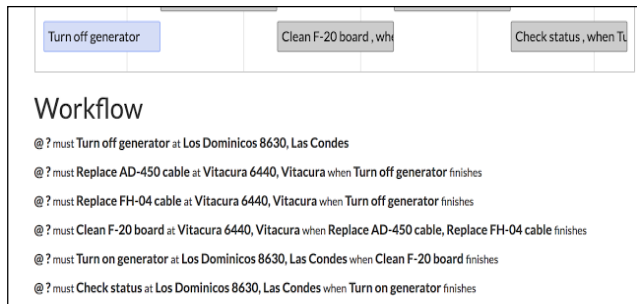 Turn off generator
Clean F-20 board , whe
Check status , when Tu
Workflow
@ ? must Turn off generator at Los Dominicos 8630, Las Condes
@ ? must Replace AD-450 cable at Vitacura 6440, Vitacura when Turn off generator finishes
@ ? must Replace FH-04 cable at Vitacura 6440, Vitacura when Turn off generator finishes
@ ? must Clean F-20 board at Vitacura 6440, Vitacura when Replace AD-450 cable, Replace FH-04 cable finishes
@ ? must Turn on generator at Los Dominicos 8630, Las Condes when Clean F-20 board finishes
@ ? must Check status at Los Dominicos 8630, Las Condes when Turn on generator finishes